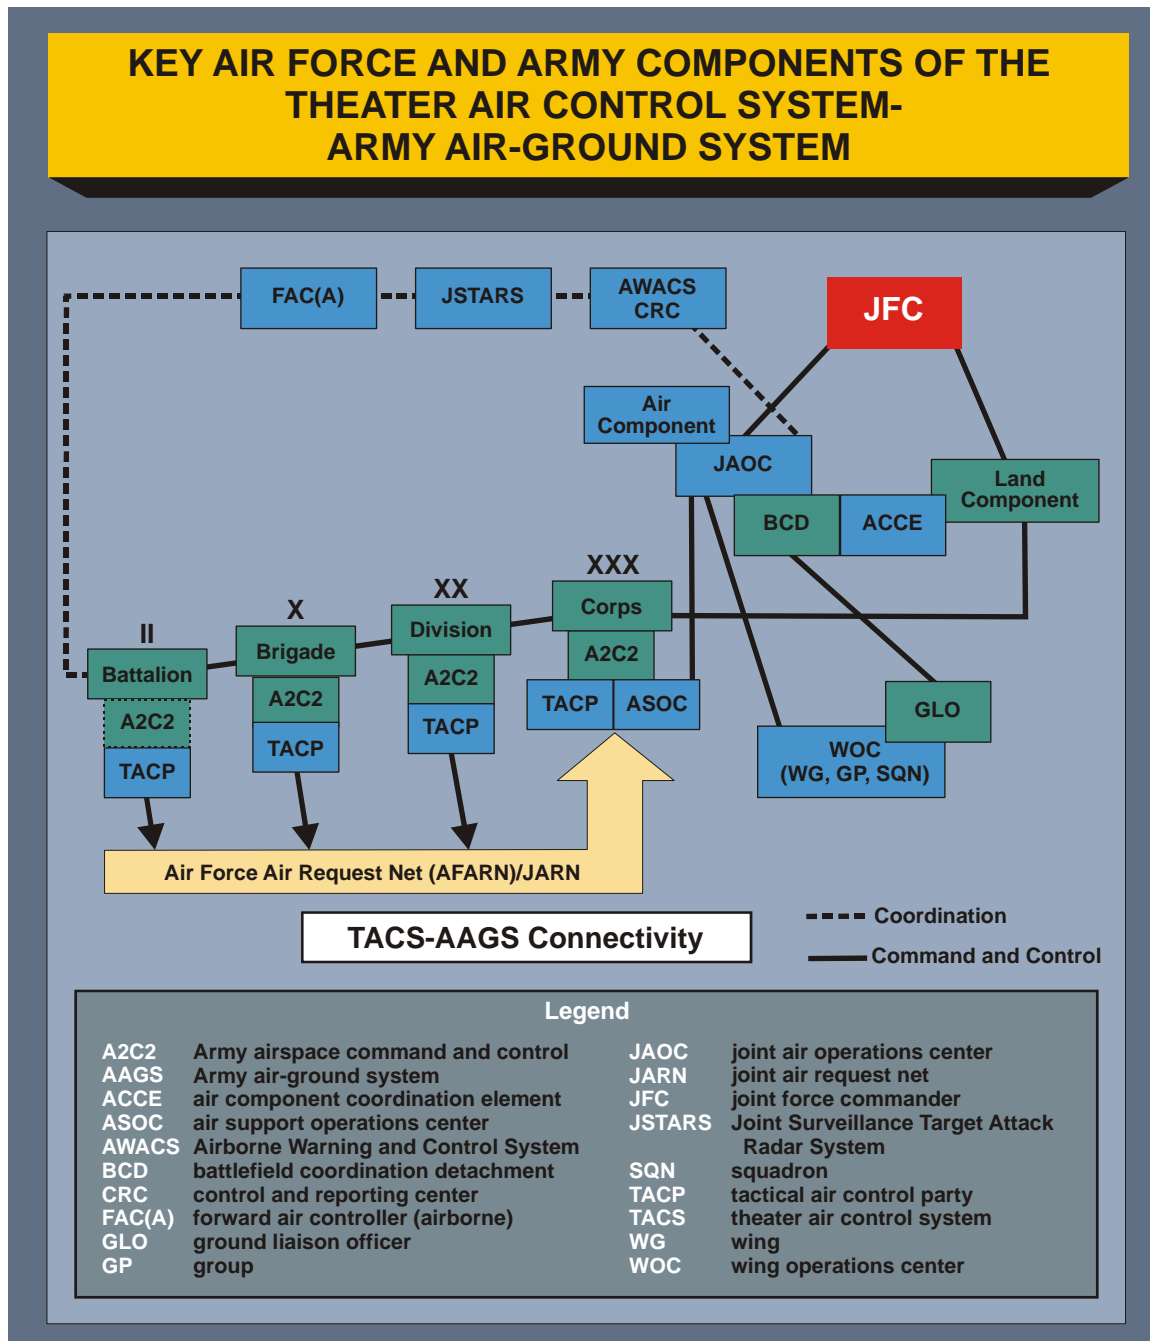 KEY AIR FORCE AND ARMY COMPONENTS OF THE
THEATER AIR CONTROL SYSTEM-
ARMY AIR-GROUND SYSTEM
FAC(A)
JSTARS
AWACS
CRC
JFC
Air
Component
JAOC
Land
Component
BCD
ACCE
XXX
Corps
A2C2
TACP
ASOC
XX
Division
A2C2
TACP
X
Brigade
A2C2
TACP
II
Battalion
A2C2
TACP
GLO
WOC
(WG, GP, SQN)
Air Force Air Request Net (AFARN)/JARN
TACS-AAGS Connectivity
Coordination
Command and Control
Legend
A2C2 Army airspace command and control
AAGS Army air-ground system
ACCE air component coordination element
ASOC air support operations center
AWACS Airborne Warning and Control System
BCD battlefield coordination detachment
CRC control and reporting center
FAC(A) forward air controller (airborne)
GLO ground liaison officer
GP group
JAOC joint air operations center
JARN joint air request net
JFC joint force commander
JSTARS Joint Surveillance Target Attack
Radar System
SQN squadron
TACP tactical air control party
TACS theater air control system
WG wing
WOC wing operations center